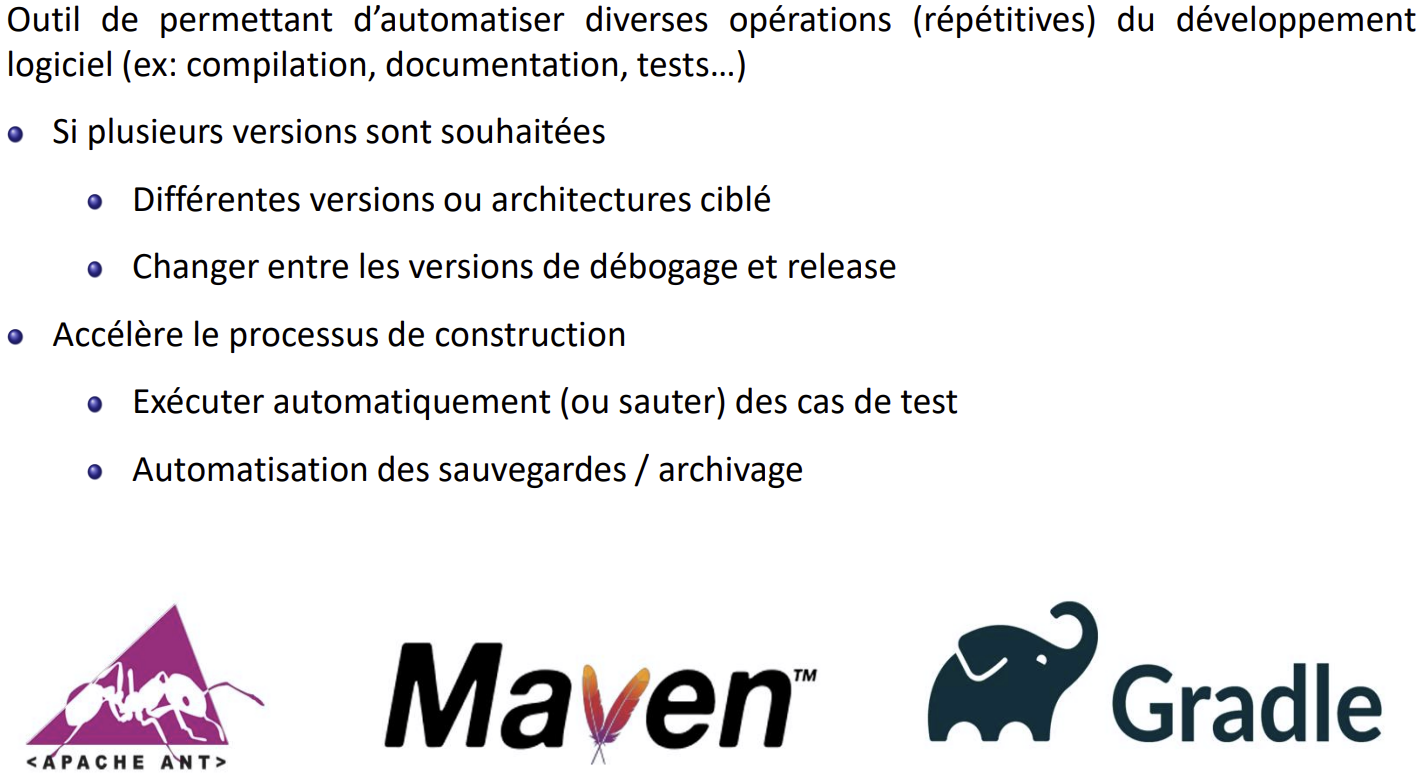 Outil de permettant d’automatiser diverses opérations (répétitives) du développement
logiciel (ex: compilation, documentation, tests…)
Si plusieurs versions sont souhaitées
Différentes versions ou architectures ciblé
Changer entre les versions de débogage et release
Accélère le processus de construction
Exécuter automatiquement (ou sauter) des cas de test
Automatisation des sauvegardes / archivage
<APACHE ANT>
Maven™
Gradle